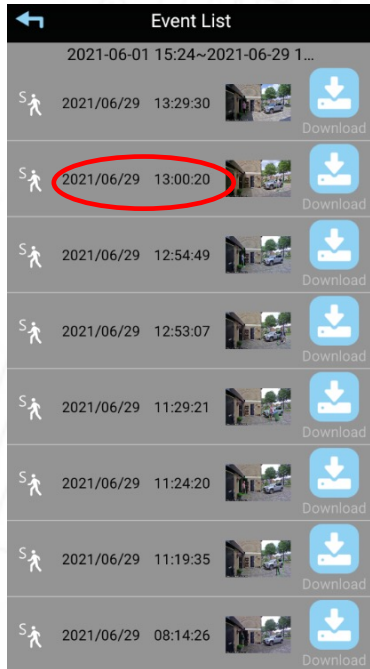 Event List
2021-06-01 15:24~2021-06-29 1...
S 2021/06/29 13:29:30
Download
S 2021/06/29 13:00:20
Download
S 2021/06/29 12:54:49
Download
S 2021/06/29 12:53:07
Download
S 2021/06/29 11:29:21
Download
S 2021/06/29 11:24:20
Download
S 2021/06/29 11:19:35
Download
S 2021/06/29 08:14:26
Download